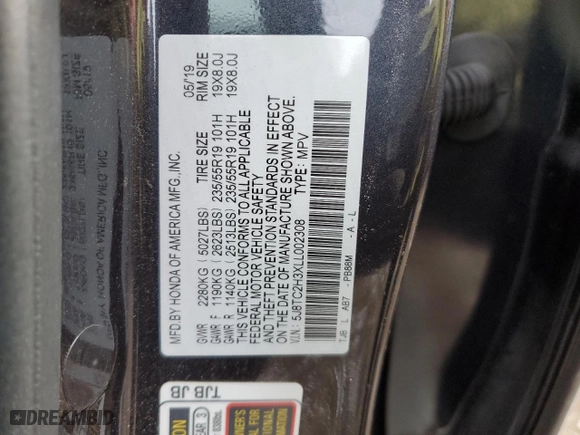 MFD.BY HONDA OF AMERICA MFG.,INC. 05/'19
GVWR 2280KG (5027LBS) TIRE SIZE RIM SIZE
GAWR F 1190KG (2623LBS) 235/55R19 101H 19X8.0J
GAWR R 1140KG (2513LBS) 235/55R19 101H 19X8.0J
THIS VEHICLE CONFORMS TO ALL APPLICABLE
FEDERAL MOTOR VEHICLE SAFETY
AND THEFT PREVENTION STANDARDS IN EFFECT
ON THE DATE OF MANUFACTURE SHOWN ABOVE.
V.I.N.: 5J8TC2H3XLL002308 TYPE: MPV
TJB L AB7 -PB88M -A -L
TJB JB
DREAMBID